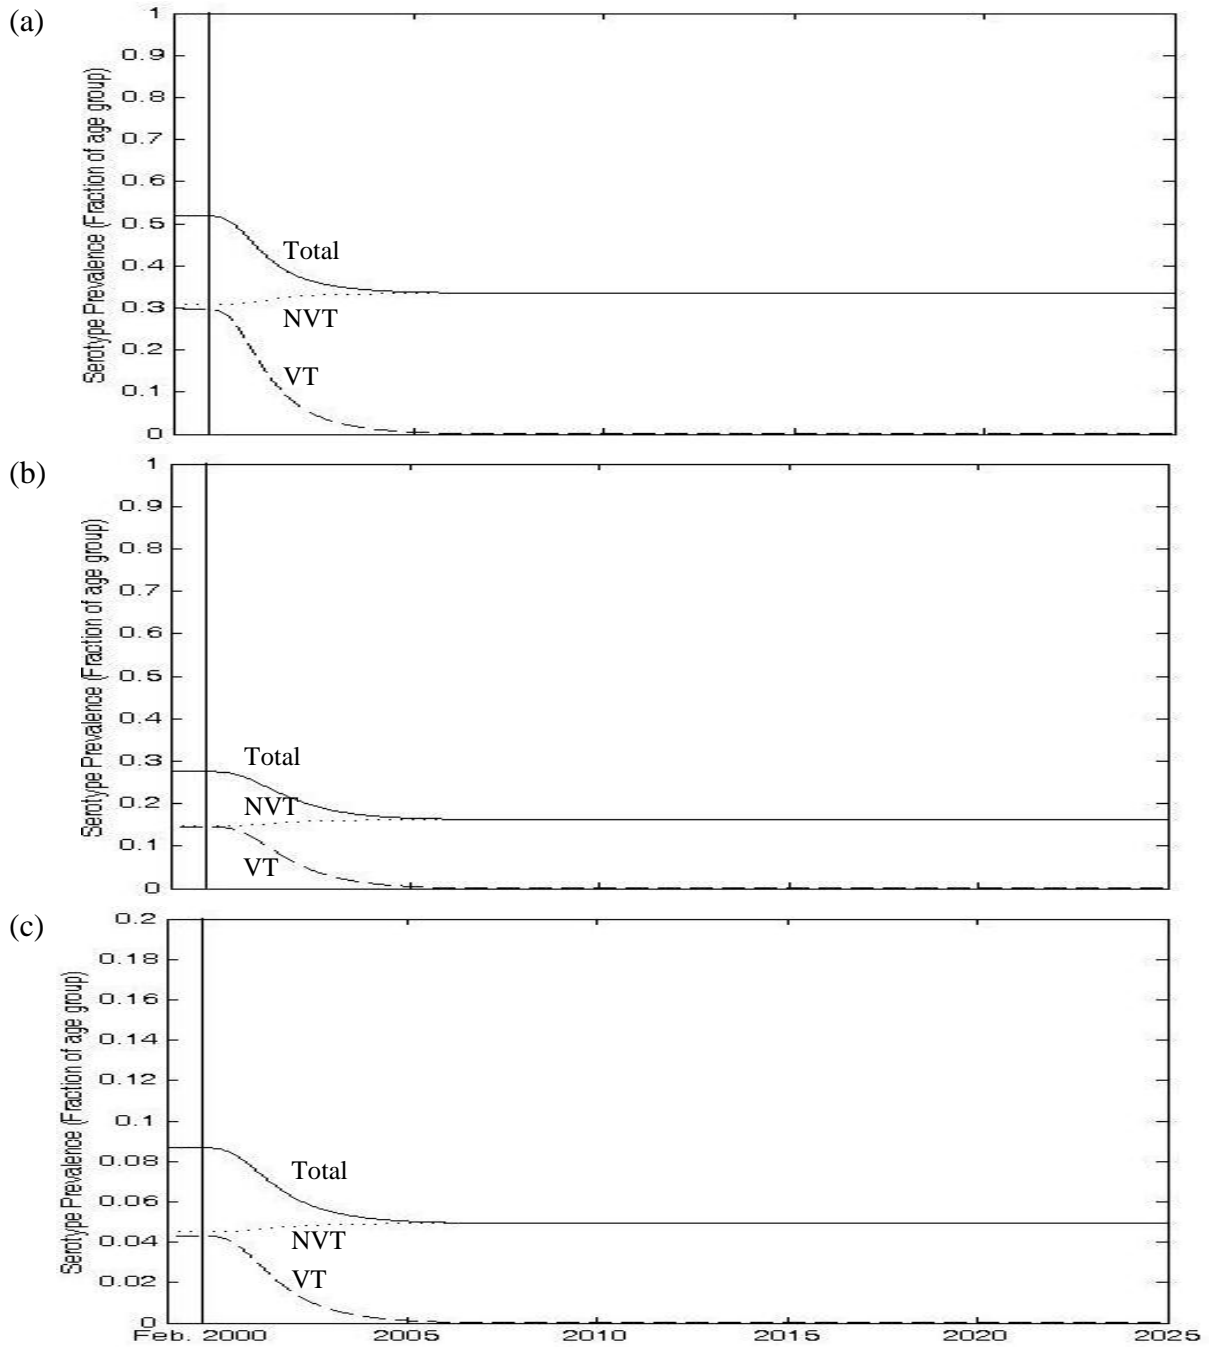 (a)
Serotype Prevalence (Fraction of age group)
1
0.9
0.8
0.7
0.6
0.5
0.4
0.3
0.2
0.1
0
Total
NVT
VT
(b)
Serotype Prevalence (Fraction of age group)
1
0.9
0.8
0.7
0.6
0.5
0.4
0.3
0.2
0.1
0
Total
NVT
VT
(c)
Serotype Prevalence (Fraction of age group)
0.2
0.18
0.16
0.14
0.12
0.1
0.08
0.06
0.04
0.02
0
Total
NVT
VT
Feb. 2000 2005 2010 2015 2020 2025